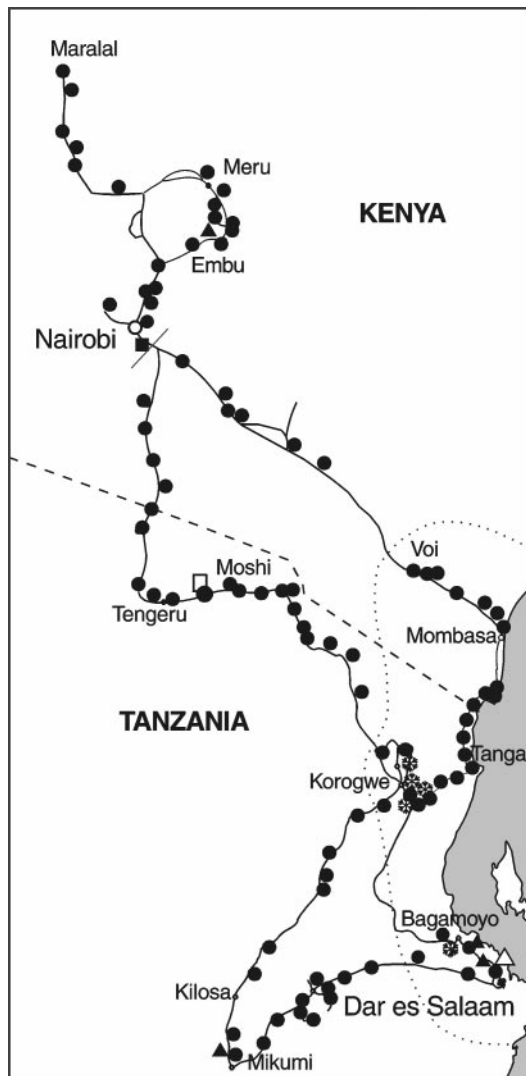 Maralal
Meru
KENYA
Embu
Nairobi
Voi
Moshi
Tengeru
Mombasa
TANZANIA
Tanga
Korogwe
Bagamoyo
Kilosa
Dar es Salaam
Mikumi